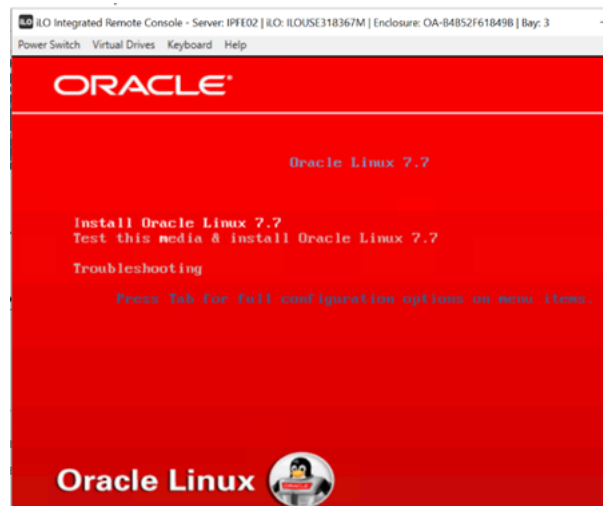 iLO Integrated Remote Console - Server: IPFE02 | iLO: ILOUSE318367M | Enclosure: OA-B4B52F61849B | Bay: 3
Power Switch Virtual Drives Keyboard Help
ORACLE®
Oracle Linux 7.7
Install Oracle Linux 7.7
Test this media & install Oracle Linux 7.7
Troubleshooting
Press Tab for full configuration options on menu items.
Oracle Linux
ORACLE